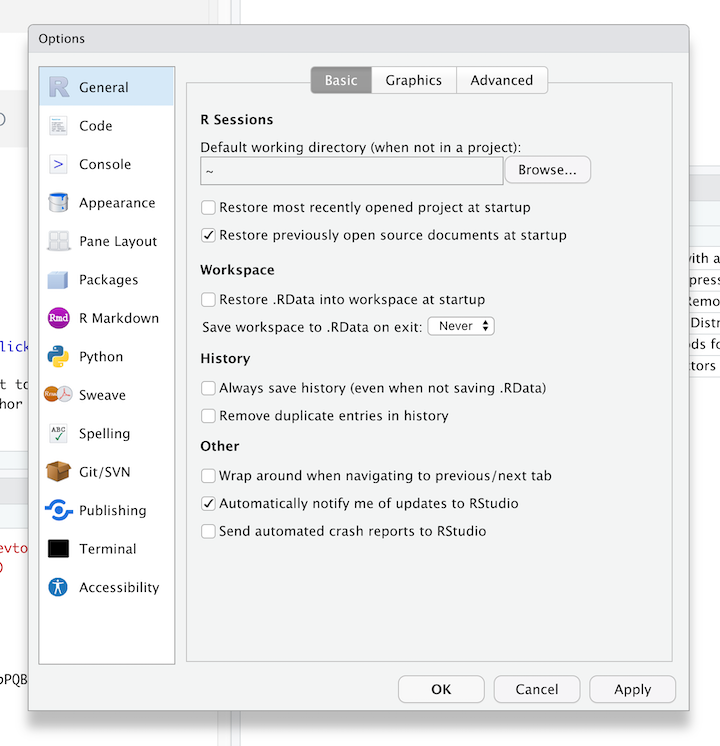 Options
General
Code
Console
Appearance
Pane Layout
Packages
R Markdown
Python
Sweave
Spelling
Git/SVN
Publishing
Terminal
Accessibility
Basic Graphics Advanced
R Sessions
Default working directory (when not in a project):
~ Browse...
Restore most recently opened project at startup
Restore previously open source documents at startup
Workspace
Restore .RData into workspace at startup
Save workspace to .RData on exit: Never
History
Always save history (even when not saving .RData)
Remove duplicate entries in history
Other
Wrap around when navigating to previous/next tab
Automatically notify me of updates to RStudio
Send automated crash reports to RStudio
OK Cancel Apply